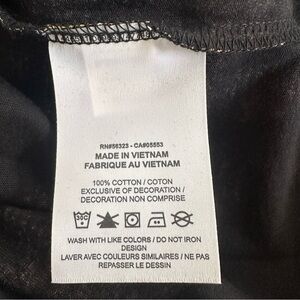 RN#56323 - CA#05553
MADE IN VIETNAM
FABRIQUE AU VIETNAM
100% COTTON / COTON
EXCLUSIVE OF DECORATION /
DECORATION NON COMPRISE
WASH WITH LIKE COLORS / DO NOT IRON
DESIGN
LAVER AVEC COULEURS SIMILAIRES / NE PAS
REPASSER LE DESSIN